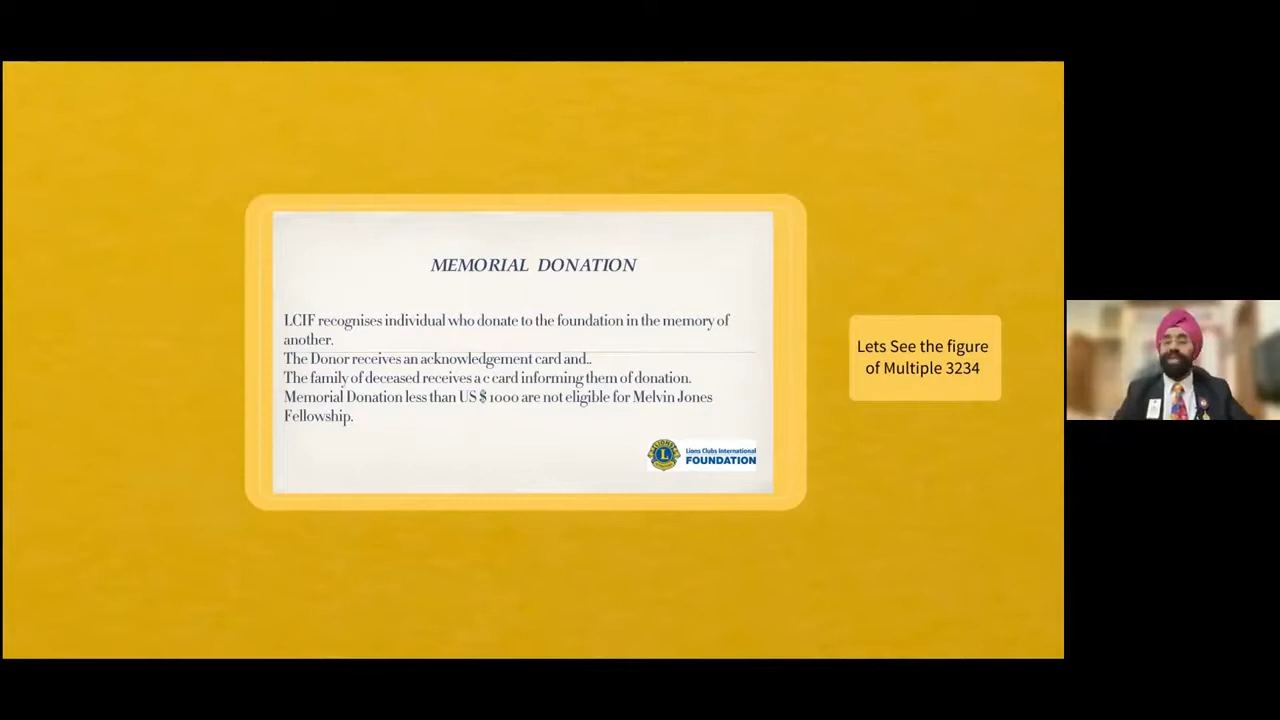 MEMORIAL DONATION
LCIF recognises individual who donate to the foundation in the memory of
another.
The Donor receives an acknowledgement card and..
The family of deceased receives a c card informing them of donation.
Memorial Donation less than US $ 1000 are not eligible for Melvin Jones
Fellowship.
LIONS
L
Lions Clubs International
FOUNDATION
Lets See the figure
of Multiple 3234